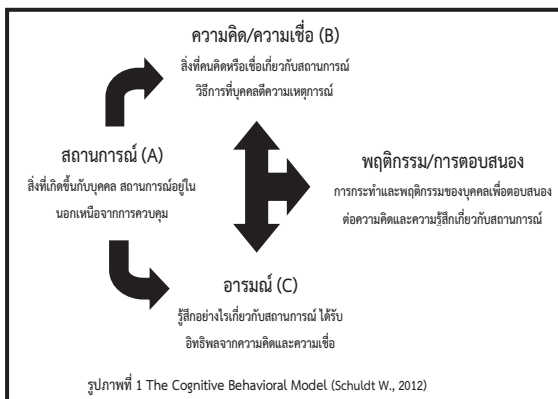 ความคิด/ความเชื่อ (B)
สิ่งที่คนคิดหรือเชื่อเกี่ยวกับสถานการณ์
วิธีการที่บุคคลตีความเหตุการณ์
สถานการณ์ (A)
สิ่งที่เกิดขึ้นกับบุคคล สถานการณ์อยู่ใน
นอกเหนือจากการควบคุม
พฤติกรรม/การตอบสนอง
การกระทำและพฤติกรรมของบุคคลเพื่อตอบสนอง
ต่อความคิดและความรู้สึกเกี่ยวกับสถานการณ์
อารมณ์ (C)
รู้สึกอย่างไรเกี่ยวกับสถานการณ์ ได้รับ
อิทธิพลจากความคิดและความเชื่อ
รูปภาพที่ 1 The Cognitive Behavioral Model (Schuldt W., 2012)